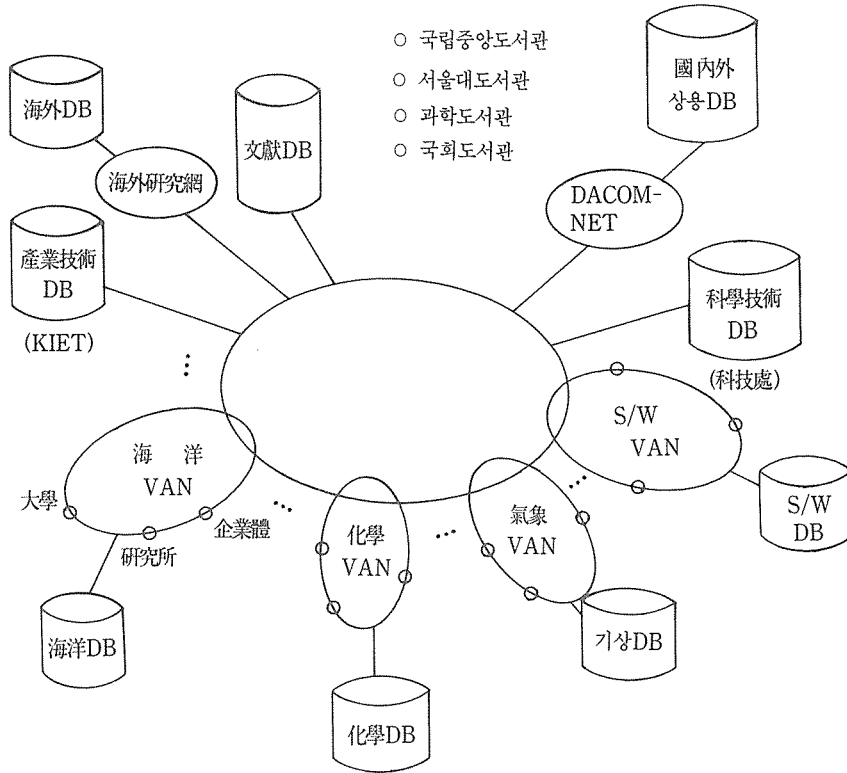 ○ 국립중앙도서관
○ 서울대도서관
○ 과학도서관
○ 국회도서관
海外DB
海外研究網
文獻DB
國內外
상용DB
DACOM-
NET
產業技術
DB
(KIET)
科學技術
DB
(科技處)
S/W
VAN
S/W
DB
海 洋
VAN
大學
研究所
企業體
海洋DB
化學
VAN
化學DB
氣象
VAN
기상DB